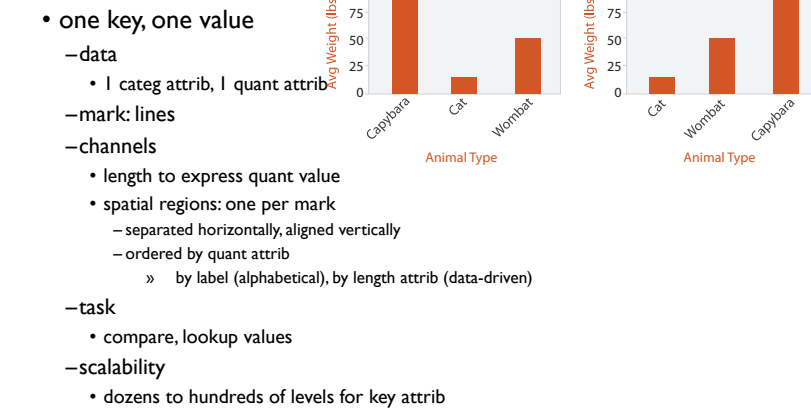 • one key, one value
–data
• 1 categ attrib, 1 quant attrib
–mark: lines
–channels
• length to express quant value
• spatial regions: one per mark
– separated horizontally, aligned vertically
– ordered by quant attrib
» by label (alphabetical), by length attrib (data-driven)
–task
• compare, lookup values
–scalability
• dozens to hundreds of levels for key attrib
Avg Weight (lbs
75
50
25
0
Capybara
Cat
Wombat
Animal Type
Avg Weight (lbs
75
50
25
0
Cat
Wombat
Capybara
Animal Type